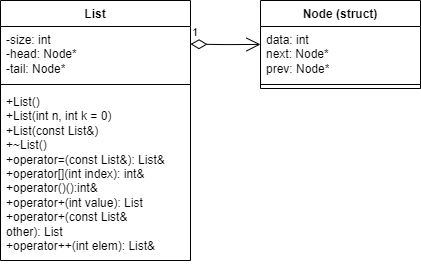 List
-size: int
-head: Node*
-tail: Node*
+List()
+List(int n, int k = 0)
+List(const List&)
+~List()
+operator=(const List&): List&
+operator[](int index): int&
+operator()():int&
+operator+(int value): List
+operator+(const List&
other): List
+operator++(int elem): List&
1
Node (struct)
data: int
next: Node*
prev: Node*